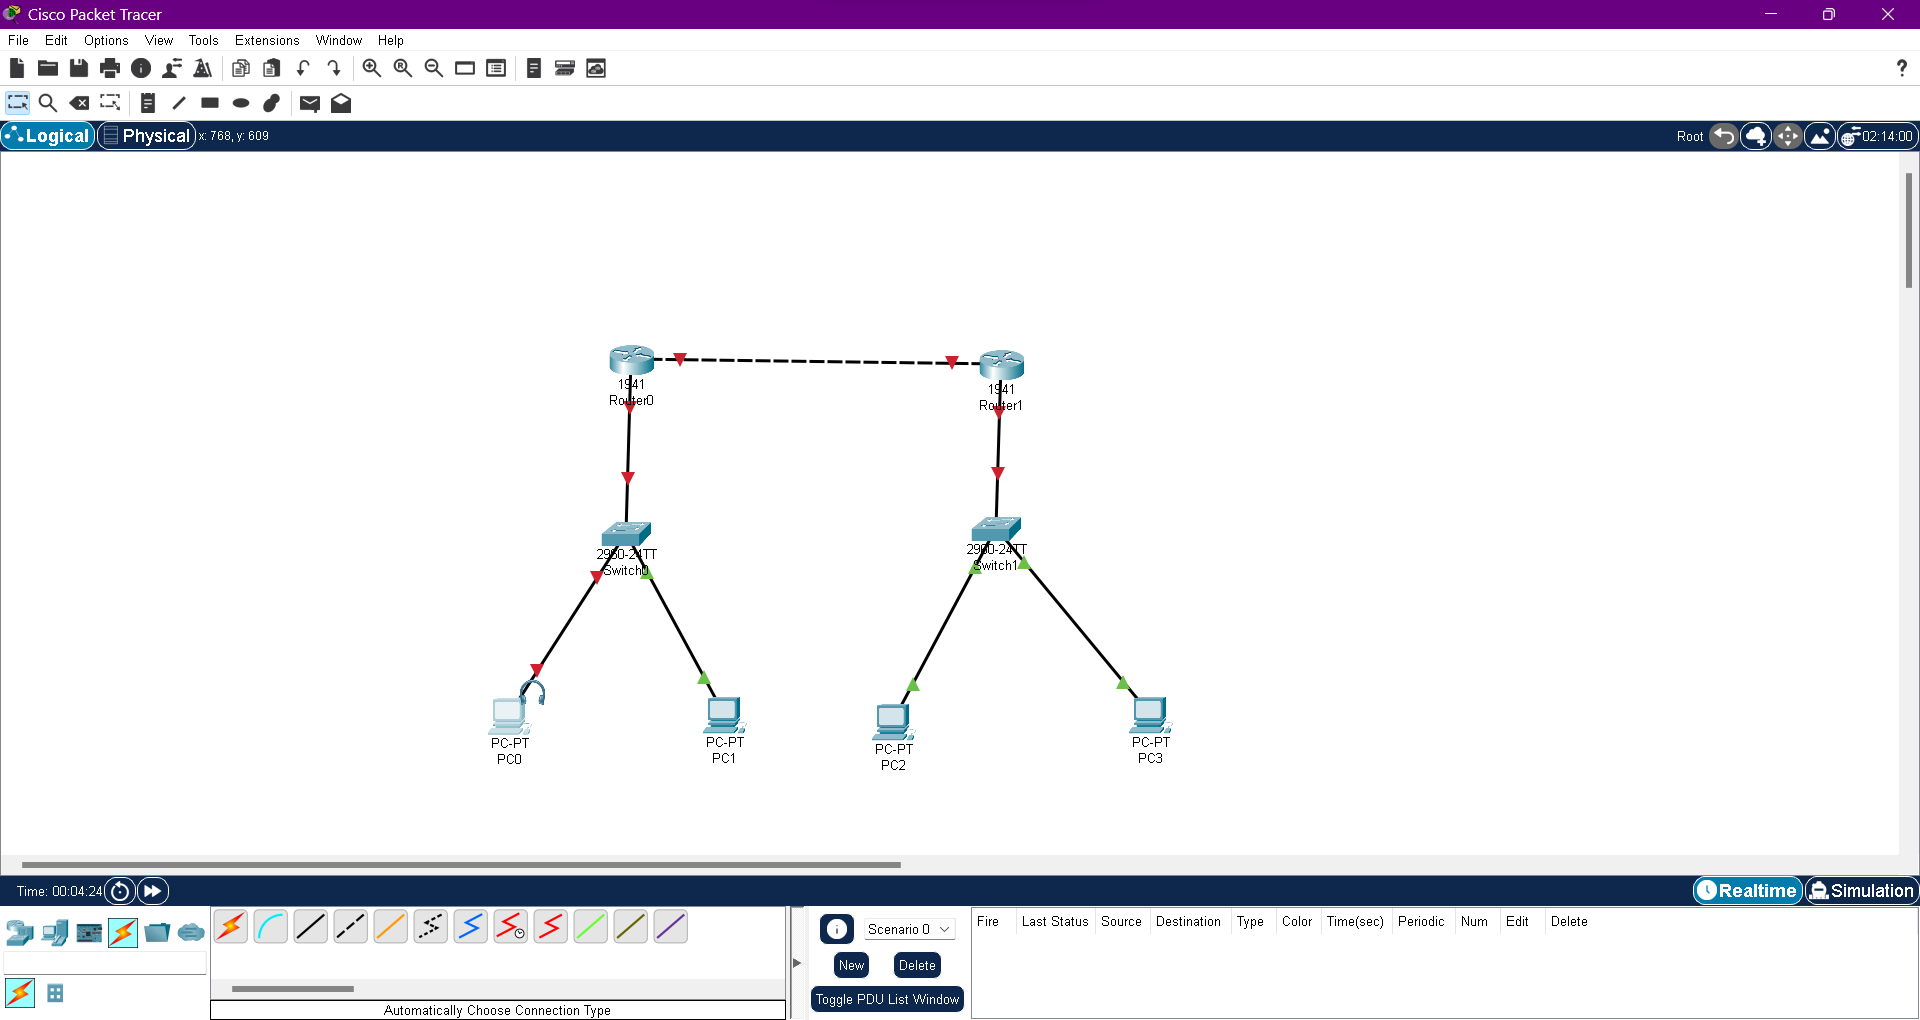 Cisco Packet Tracer
File Edit Options View Tools Extensions Window Help
Logical Physical x: 768, y: 609 Root 02:14:00
1941
Router0
1941
Router1
2960-24TT
Switch0
2960-24TT
Switch1
PC-PT
PC0
PC-PT
PC1
PC-PT
PC2
PC-PT
PC3
Time: 00:04:24 Realtime Simulation
Scenario 0
New Delete
Toggle PDU List Window
Fire Last Status Source Destination Type Color Time(sec) Periodic Num Edit Delete
Automatically Choose Connection Type